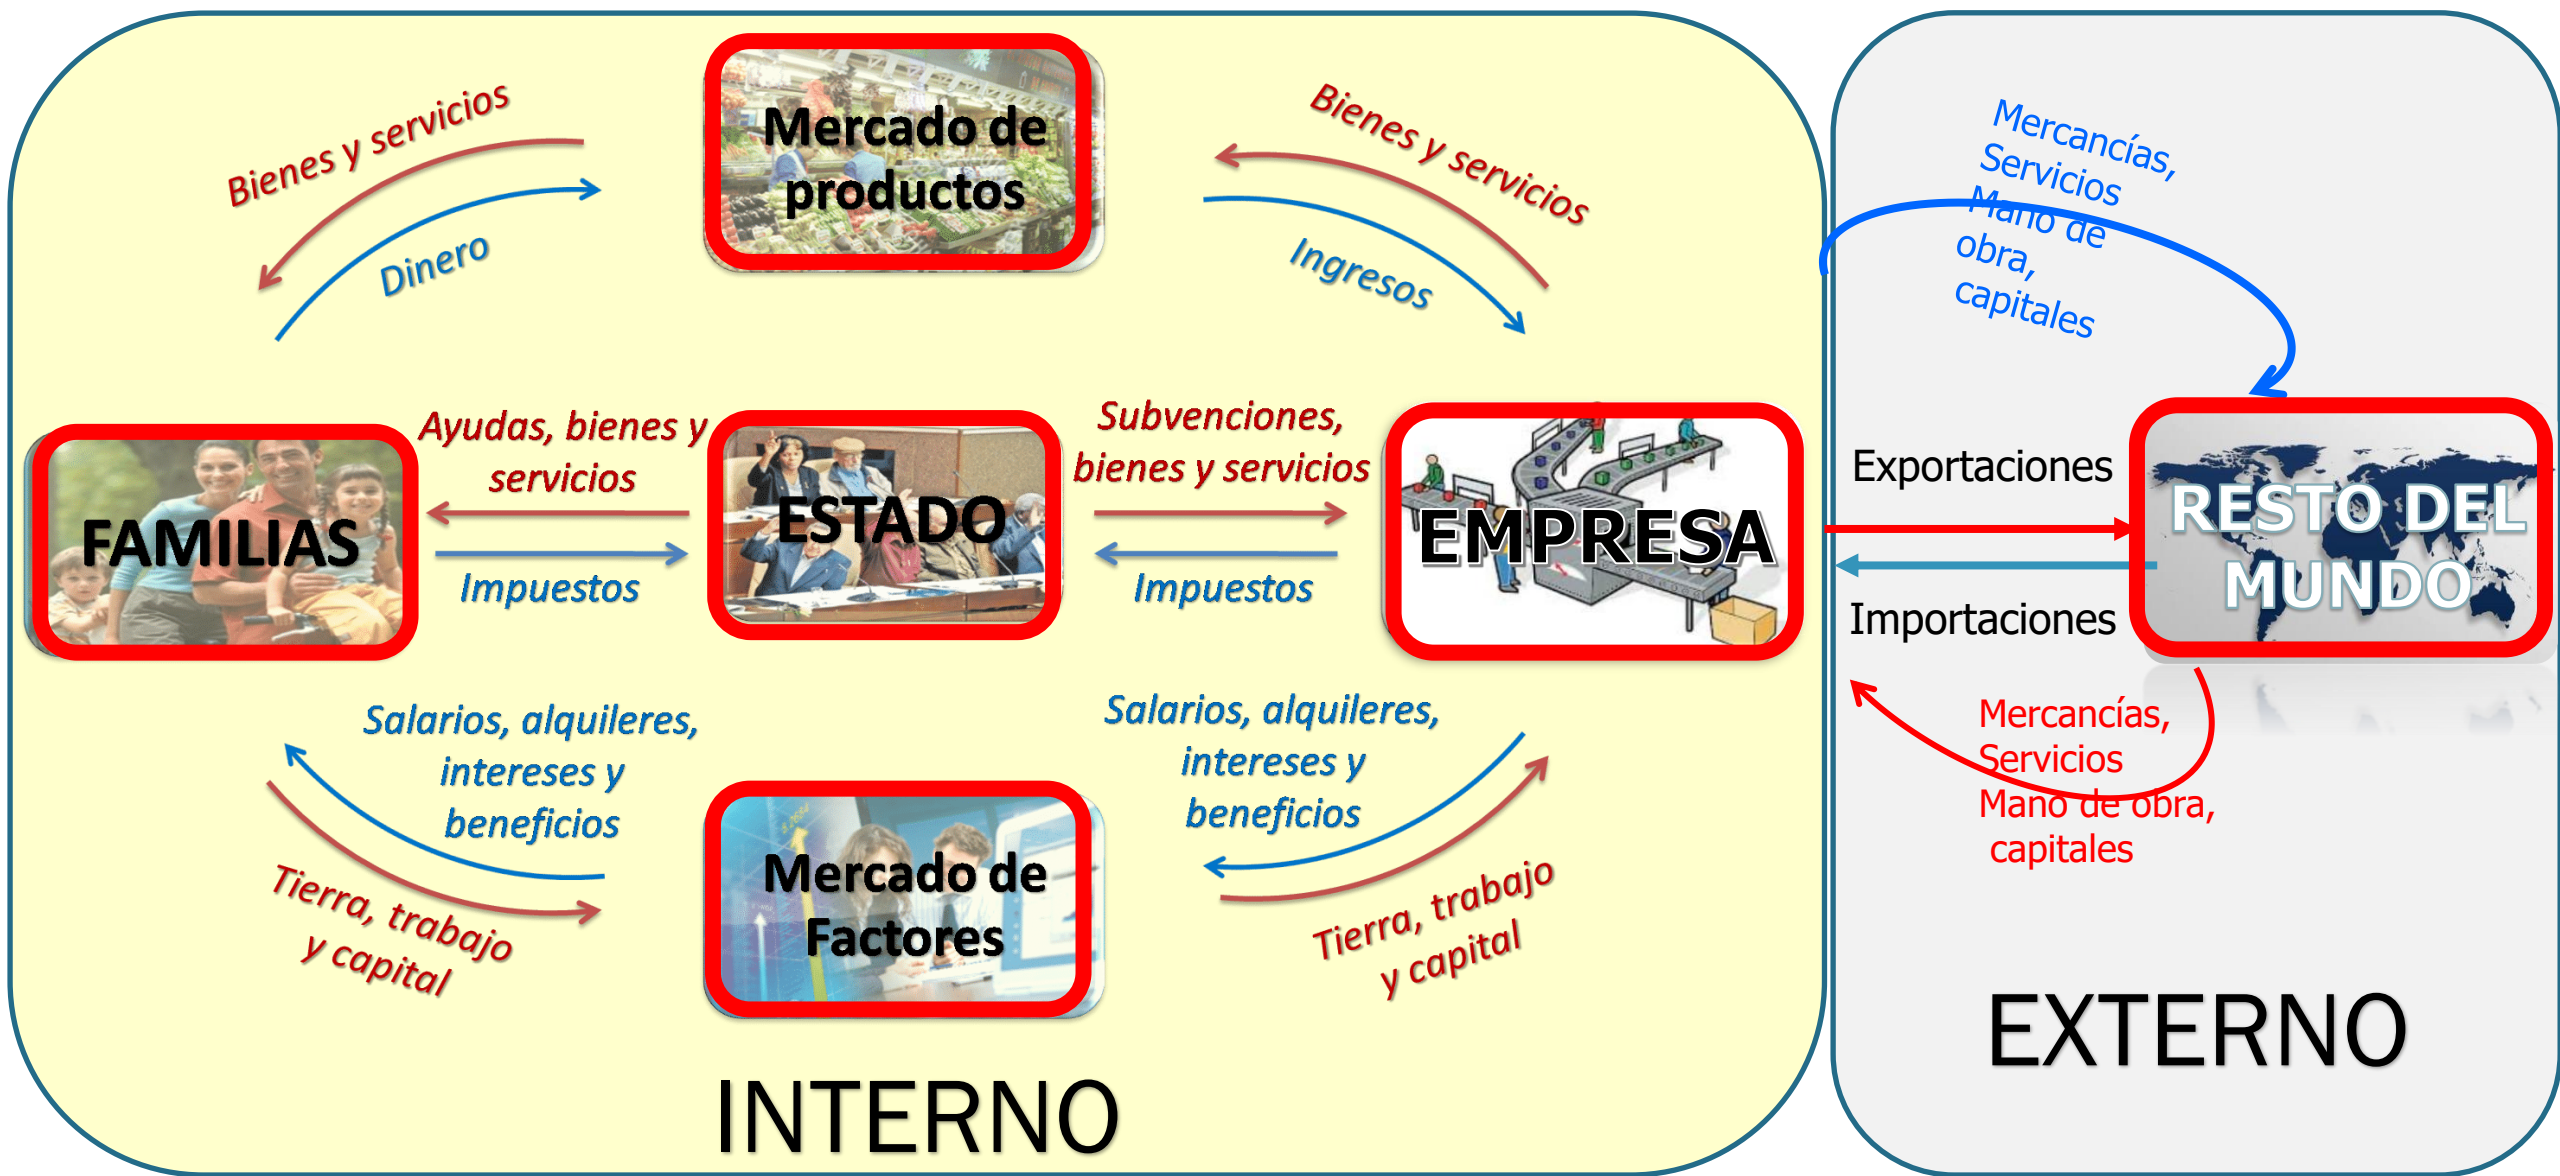 Bienes y servicios
Dinero
Mercado de
productos
Bienes y servicios
Ingresos
Mercancías,
Servicios
Mano de
obra,
capitales
FAMILIAS
Ayudas, bienes y
servicios
Impuestos
ESTADO
Subvenciones,
bienes y servicios
Impuestos
EMPRESA
Exportaciones
Importaciones
RESTO DEL
MUNDO
Salarios, alquileres,
intereses y
beneficios
Tierra, trabajo
y capital
Mercado de
Factores
Salarios, alquileres,
intereses y
beneficios
Tierra, trabajo
y capital
Mercancías,
Servicios
Mano de obra,
capitales
INTERNO
EXTERNO